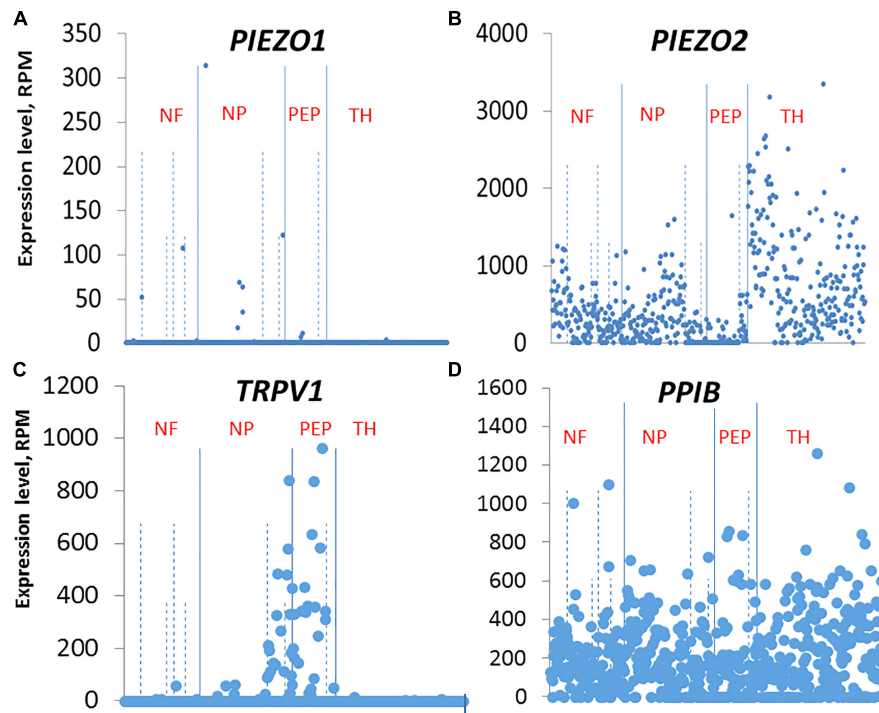 A
PIEZO1
Expression level, RPM
350
300
250
200
150
100
50
0
NF
NP
PEP
TH
B
PIEZO2
4000
3000
2000
1000
0
NF
NP
PEP
TH
C
TRPV1
Expression level, RPM
1200
1000
800
600
400
200
0
NF
NP
PEP
TH
D
PPIB
1600
1400
1200
1000
800
600
400
200
0
NF
NP
PEP
TH